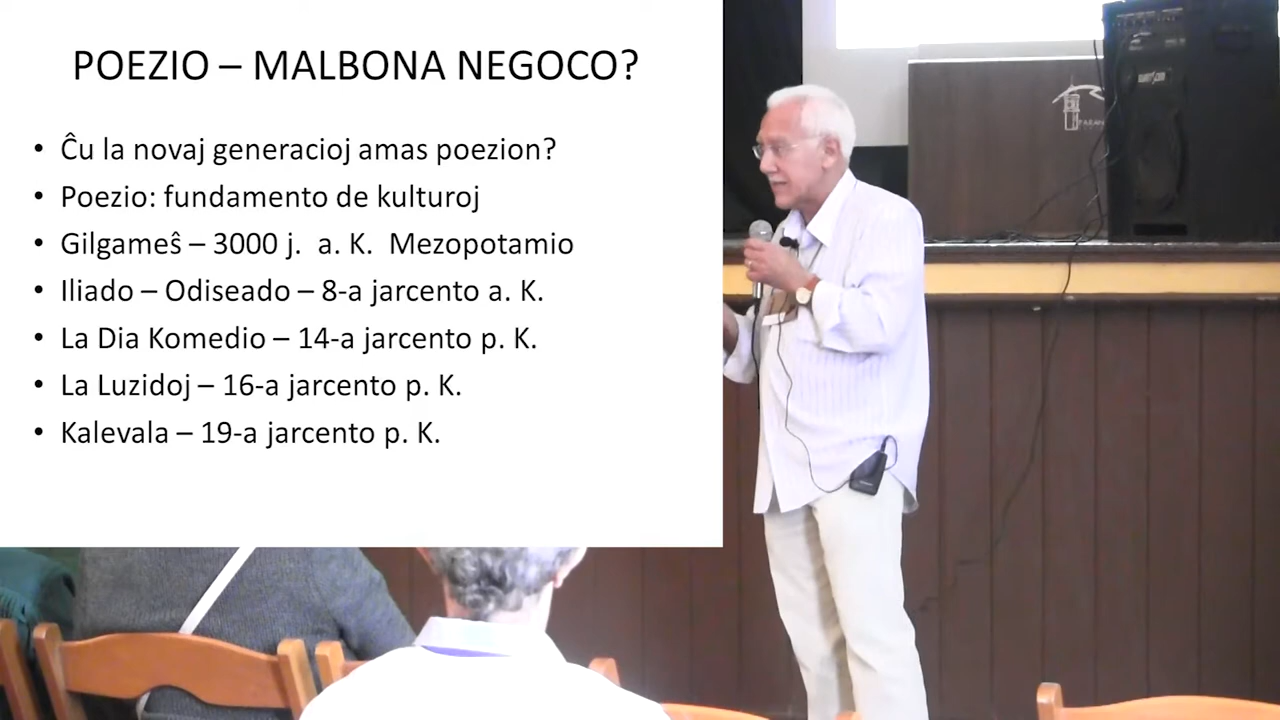 POEZIO – MALBONA NEGOCO?
• Ĉu la novaj generacioj amas poezion?
• Poezio: fundamento de kulturoj
• Gilgameŝ – 3000 j. a. K. Mezopotamio
• Iliado – Odiseado – 8-a jarcento a. K.
• La Dia Komedio – 14-a jarcento p. K.
• La Luzidoj – 16-a jarcento p. K.
• Kalevala – 19-a jarcento p. K.